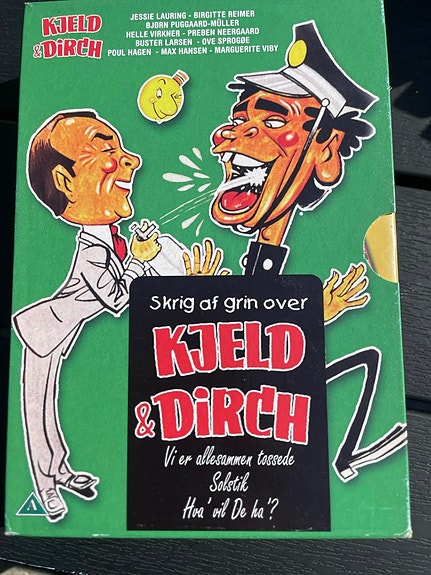 KJELD
& DiRCH
JESSIE LAURING - BIRGITTE REIMER
BJØRN PUGGAARD-MÜLLER
HELLE VIRKNER - PREBEN NEERGAARD
BUSTER LARSEN - OVE SPROGØE
POUL HAGEN - MAX HANSEN - MARGUERITE VIBY
Skrig af grin over
KJELD
& DiRCH
Vi er allesammen tossede
Solstik
Hva' vil De ha'?
A